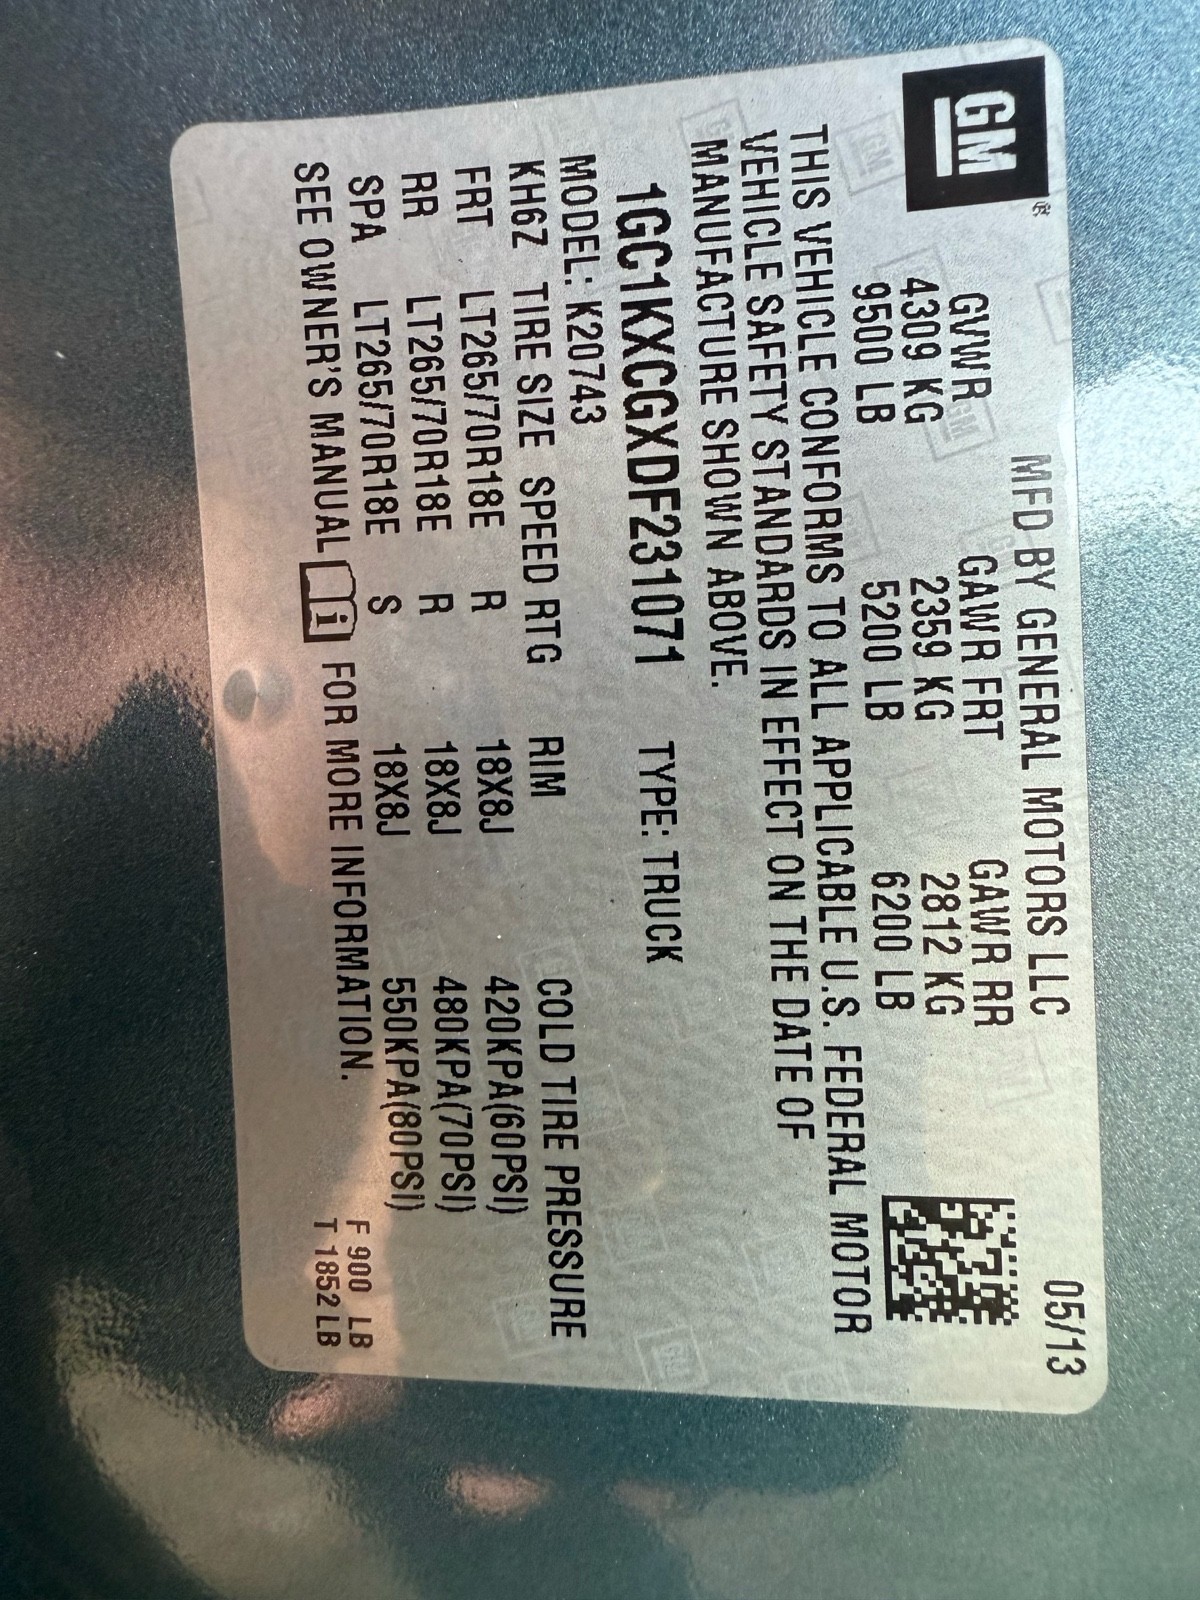 GM®
MFD BY GENERAL MOTORS LLC 05/13
GVWR GAWR FRT GAWR RR
4309 KG 2359 KG 2812 KG
9500 LB 5200 LB 6200 LB
THIS VEHICLE CONFORMS TO ALL APPLICABLE U.S. FEDERAL MOTOR
VEHICLE SAFETY STANDARDS IN EFFECT ON THE DATE OF
MANUFACTURE SHOWN ABOVE.
1GC1KXCGXDF231071 TYPE: TRUCK
MODEL: K20743
KH6Z TIRE SIZE SPEED RTG RIM COLD TIRE PRESSURE
FRT LT265/70R18E R 18X8J 420KPA(60PSI)
RR LT265/70R18E R 18X8J 480KPA(70PSI)
SPA LT265/70R18E S 18X8J 550KPA(80PSI)
SEE OWNER'S MANUAL i FOR MORE INFORMATION.
F 900 LB
T 1852 LB